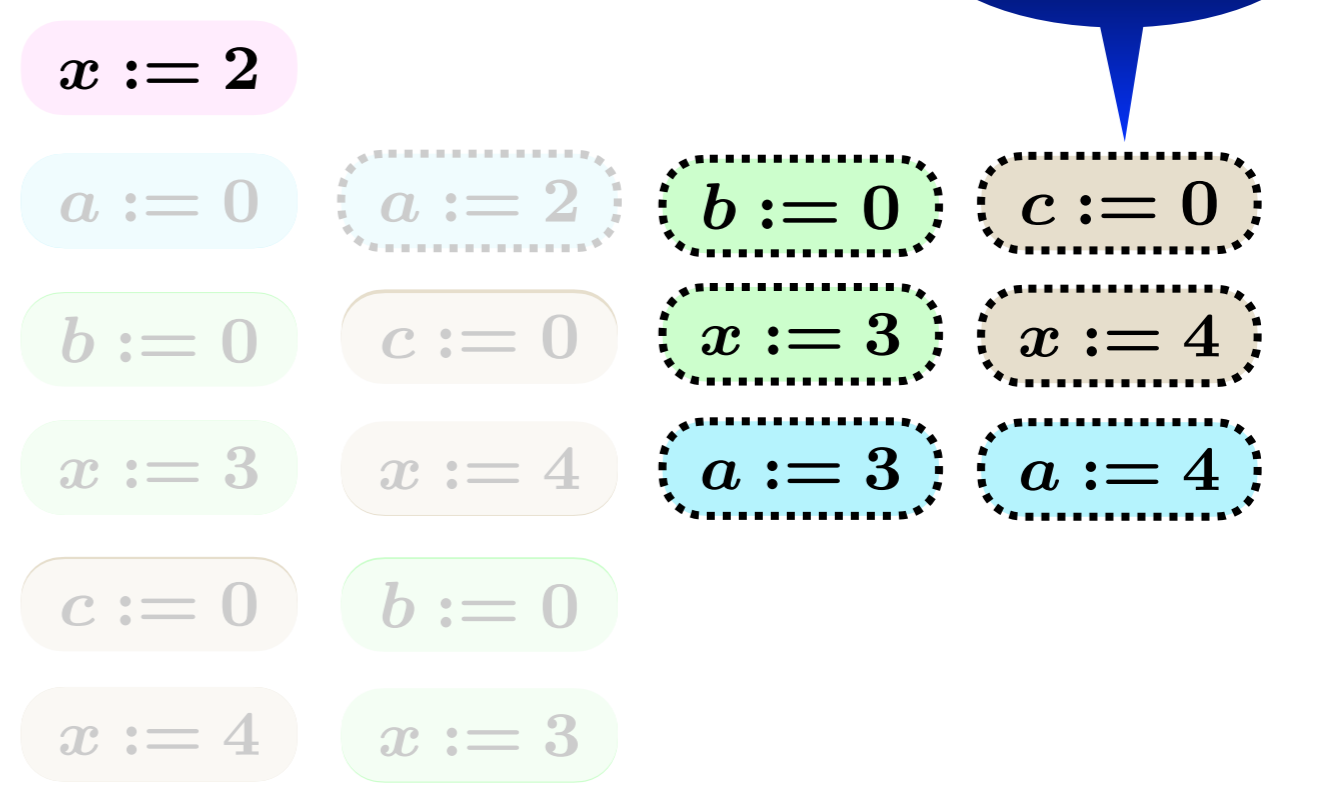 x := 2
a := 0 a := 2 b := 0 c := 0
b := 0 c := 0 x := 3 x := 4
x := 3 x := 4 a := 3 a := 4
c := 0 b := 0
x := 4 x := 3